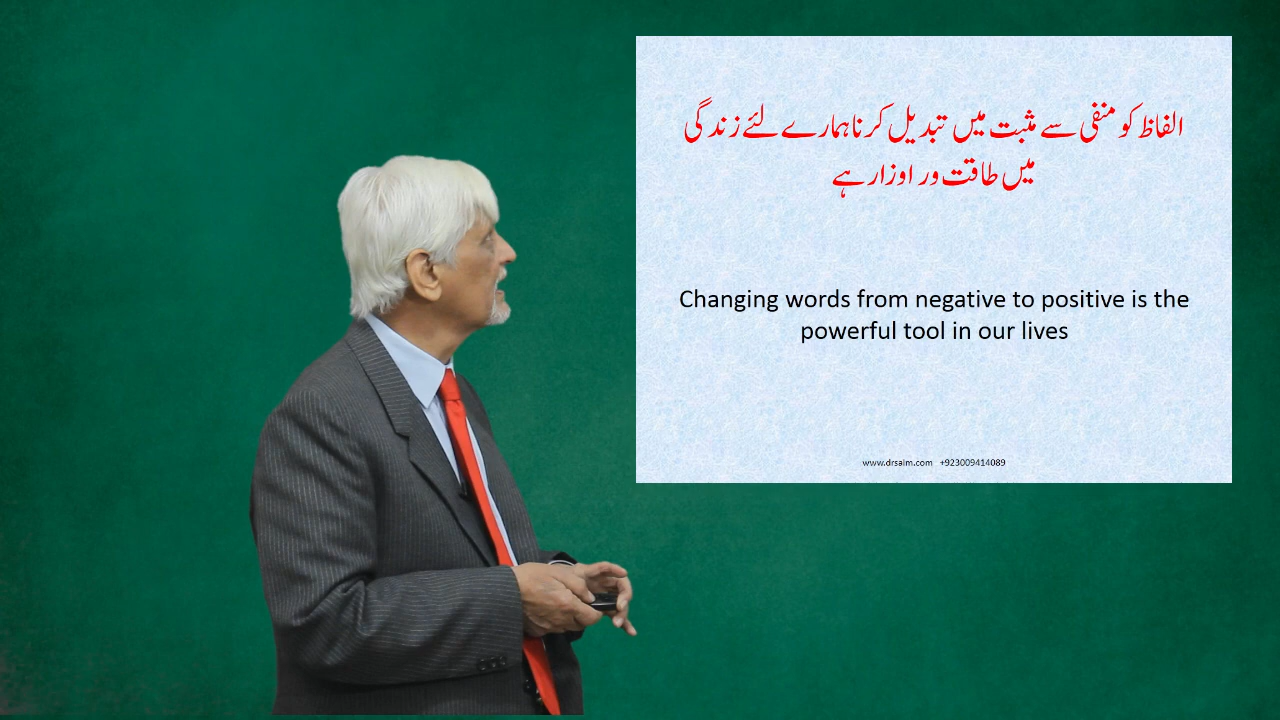 الفاظ کو منفی سے مثبت میں تبدیل کرنا ہمارے لئے زندگی
میں طاقت ور اوزار ہے
Changing words from negative to positive is the
powerful tool in our lives
www.drsaim.com +923009414089